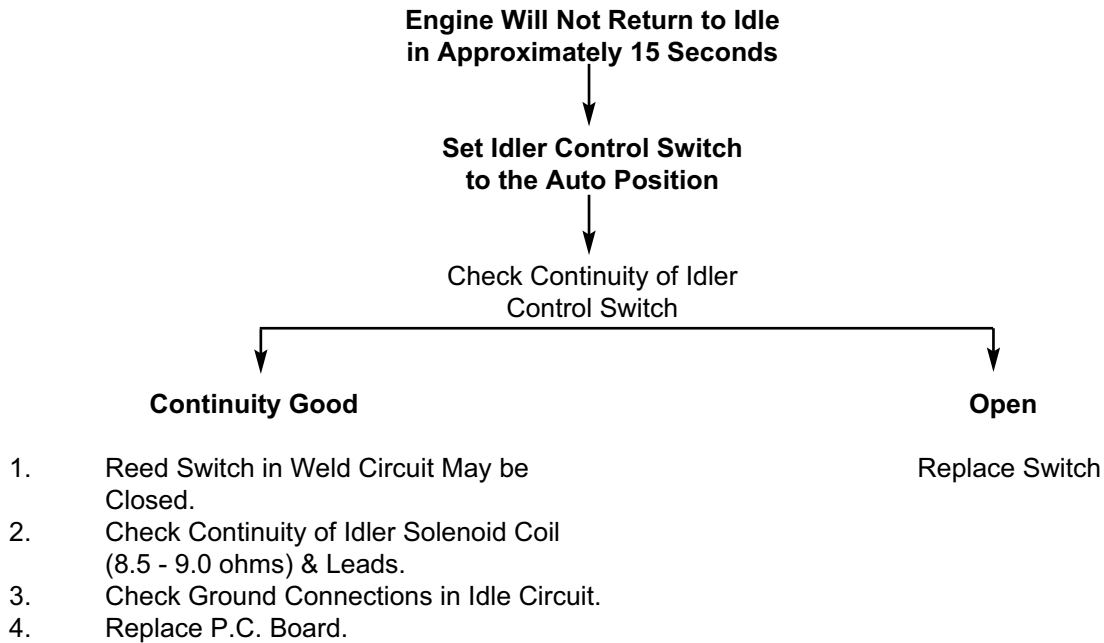 Engine Will Not Return to Idle
in Approximately 15 Seconds
Set Idler Control Switch
to the Auto Position
Check Continuity of Idler
Control Switch
Continuity Good
Open
1. Reed Switch in Weld Circuit May be
Closed.
2. Check Continuity of Idler Solenoid Coil
(8.5 - 9.0 ohms) & Leads.
3. Check Ground Connections in Idle Circuit.
4. Replace P.C. Board.
Replace Switch